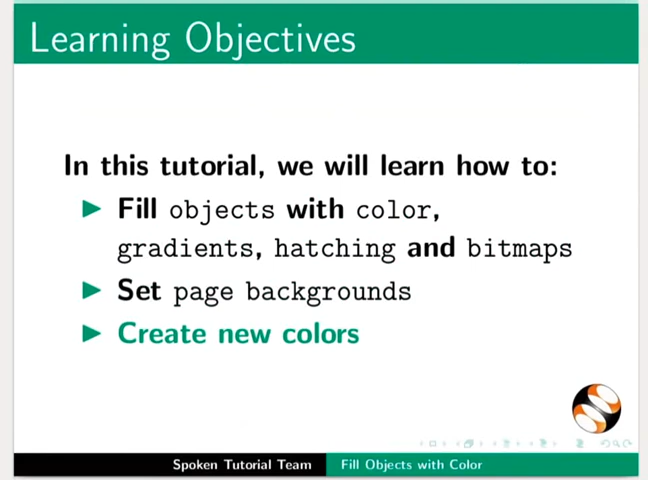 Learning Objectives
In this tutorial, we will learn how to:
Fill objects with color,
gradients, hatching and bitmaps
Set page backgrounds
Create new colors
Spoken Tutorial Team Fill Objects with Color